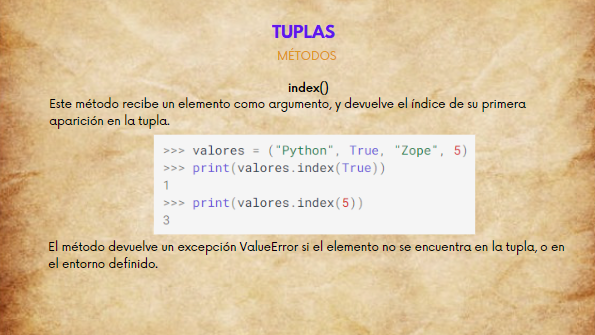 TUPLAS
MÉTODOS
index()
Este método recibe un elemento como argumento, y devuelve el índice de su primera
aparición en la tupla.
>>> valores = ("Python", True, "Zope", 5)
>>> print(valores.index(True))
1
>>> print(valores.index(5))
3
El método devuelve un excepción ValueError si el elemento no se encuentra en la tupla, o en
el entorno definido.